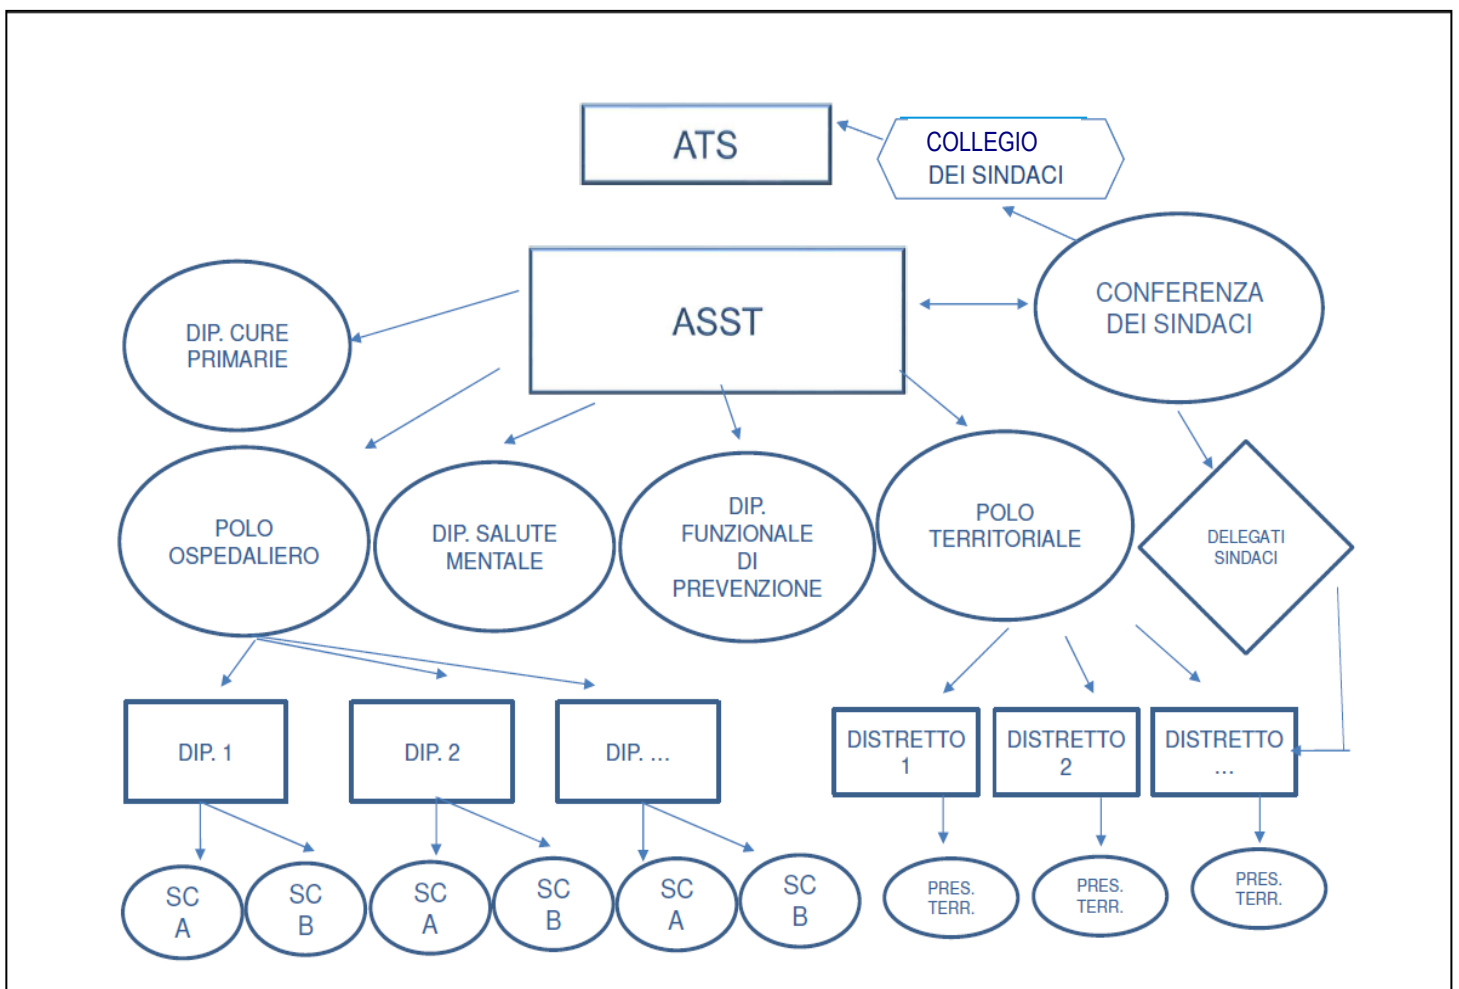 ATS
COLLEGIO
DEI SINDACI
ASST
CONFERENZA
DEI SINDACI
DIP. CURE
PRIMARIE
POLO
OSPEDALIERO
DIP. SALUTE
MENTALE
DIP.
FUNZIONALE
DI
PREVENZIONE
POLO
TERRITORIALE
DELEGATI
SINDACI
DIP. 1
DIP. 2
DIP. ...
DISTRETTO
1
DISTRETTO
2
DISTRETTO
...
SC
A
SC
B
SC
A
SC
B
SC
A
SC
B
PRES.
TERR.
PRES.
TERR.
PRES.
TERR.